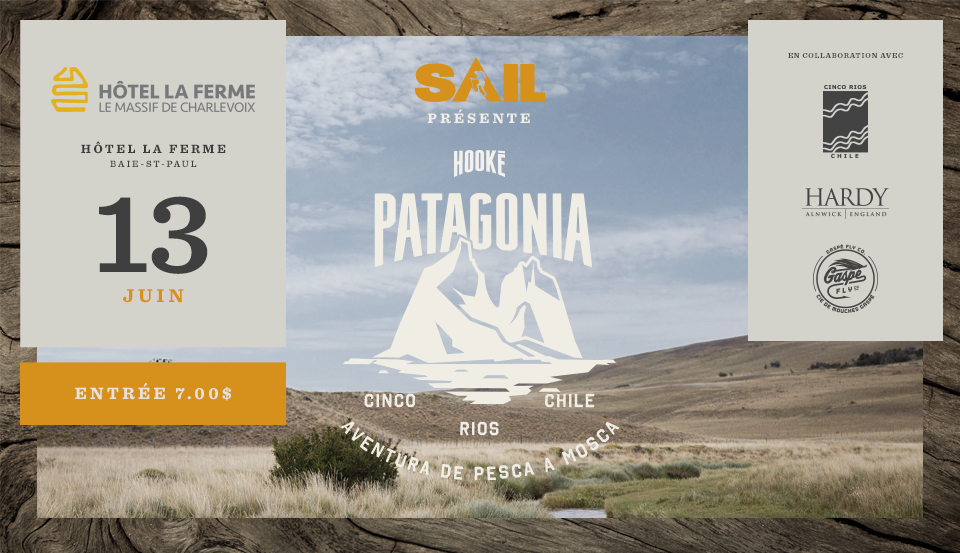 HÔTEL LA FERME
LE MASSIF DE CHARLEVOIX
HÔTEL LA FERME
BAIE-ST-PAUL
13
JUIN
ENTRÉE 7.00$
SAIL
PRÉSENTE
HOOKĒ
PATAGONIA
CINCO CHILE
RIOS
AVENTURA DE PESCA A MOSCA
EN COLLABORATION AVEC
CINCO RIOS
CHILE
HARDY
ALNWICK | ENGLAND
GASPÉ FLY CO.
Gaspé
FLY CO
CIE DE MOUCHES GASPÉ